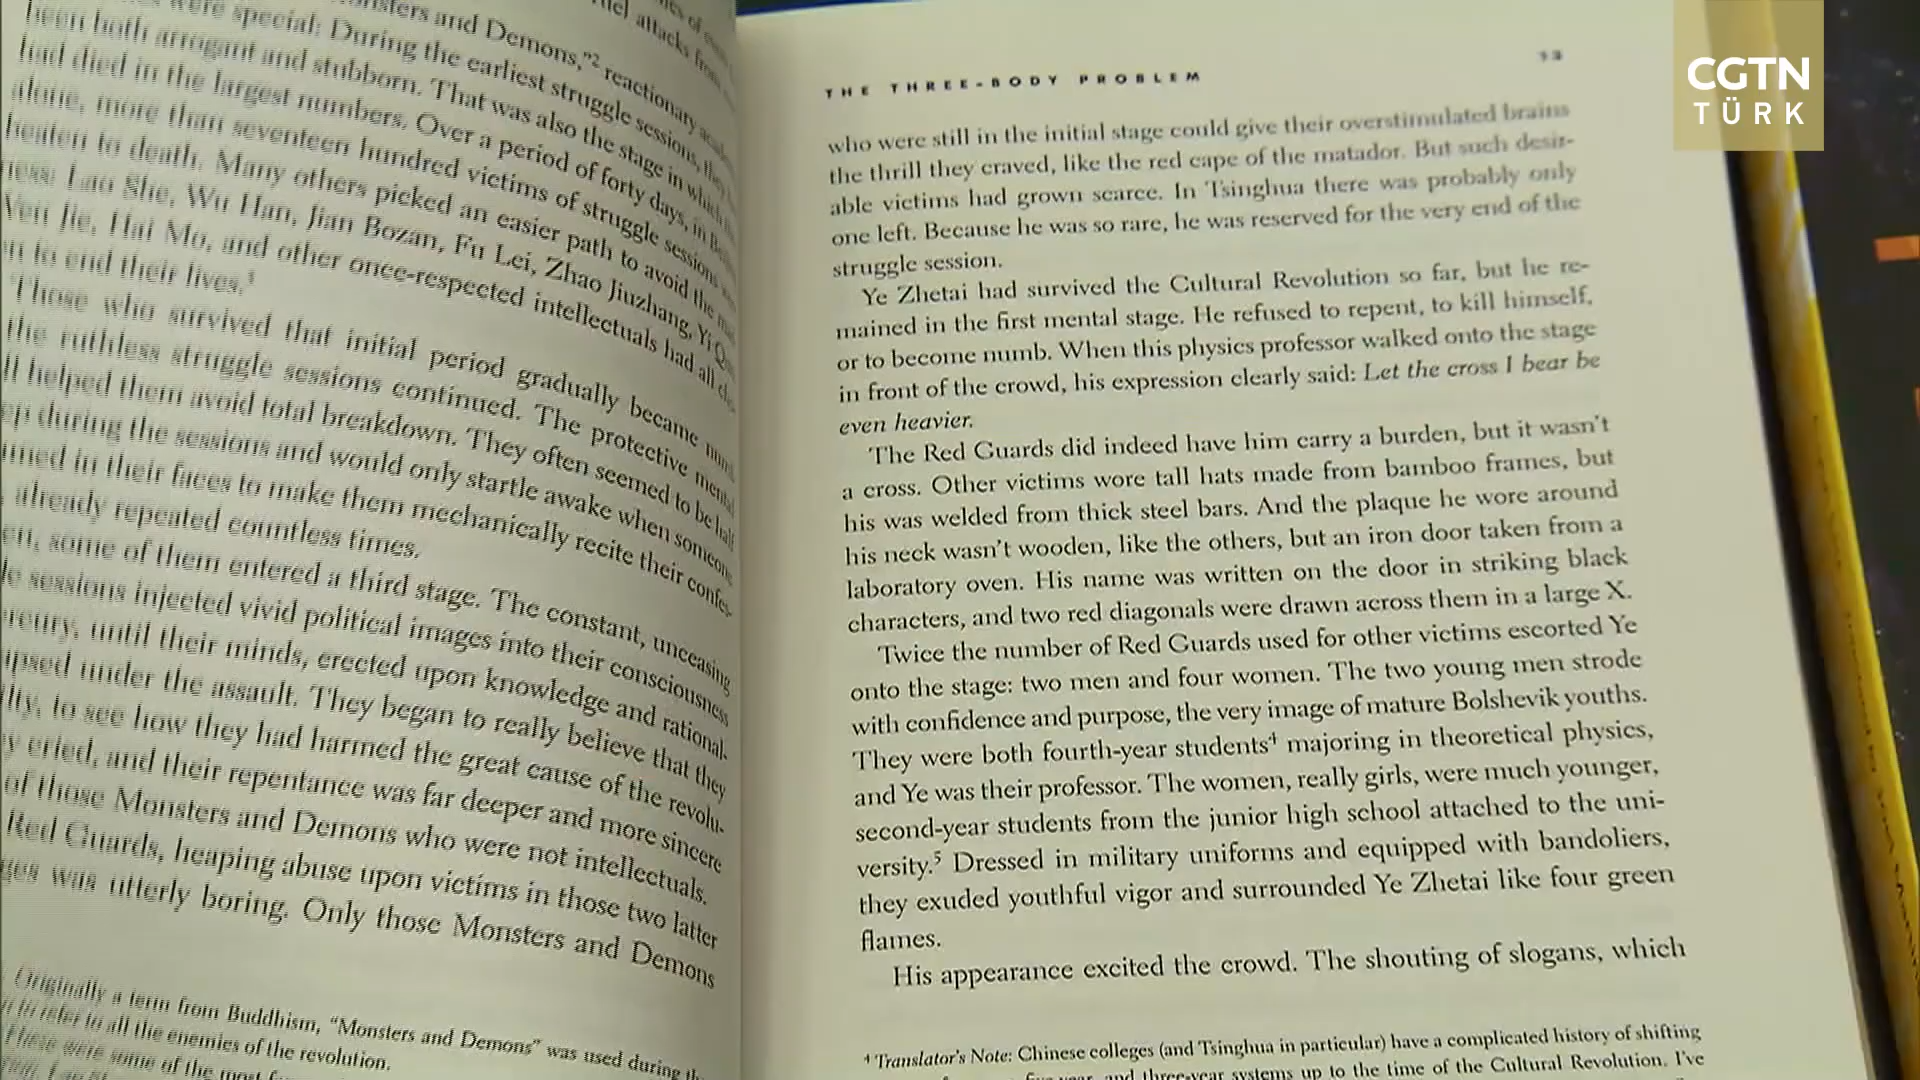 Monsters and Demons,”2 reactionary
were special: During the earliest struggle sessions, they
been both arrogant and stubborn. That was also the stage in which
had died in the largest numbers. Over a period of forty days, in
alone, more than seventeen hundred victims of struggle sessions
beaten to death. Many others picked an easier path to avoid the
Lao She, Wu Han, Jian Bozan, Fu Lei, Zhao Jiuzhang, Yi
Jie, Hai Mo, and other once-respected intellectuals had all
to end their lives.3
Those who survived that initial period gradually became
the ruthless struggle sessions continued. The protective mental
helped them avoid total breakdown. They often seemed to be half
during the sessions and would only startle awake when someone
in their faces to make them mechanically recite their confes-
already repeated countless times.
some of them entered a third stage. The constant, unceasing
sessions injected vivid political images into their consciousness
until their minds, erected upon knowledge and rational-
under the assault. They began to really believe that they
to see how they had harmed the great cause of the revolu-
cried, and their repentance was far deeper and more sincere
of those Monsters and Demons who were not intellectuals.
Red Guards, heaping abuse upon victims in those two latter
was utterly boring. Only those Monsters and Demons
Originally a term from Buddhism, “Monsters and Demons” was used during
to refer to all the enemies of the revolution.
These were some of the most
THE THREE-BODY PROBLEM
who were still in the initial stage could give their overstimulated brains
the thrill they craved, like the red cape of the matador. But such desir-
able victims had grown scarce. In Tsinghua there was probably only
one left. Because he was so rare, he was reserved for the very end of the
struggle session.
Ye Zhetai had survived the Cultural Revolution so far, but he re-
mained in the first mental stage. He refused to repent, to kill himself,
or to become numb. When this physics professor walked onto the stage
in front of the crowd, his expression clearly said: Let the cross I bear be
even heavier.
The Red Guards did indeed have him carry a burden, but it wasn’t
a cross. Other victims wore tall hats made from bamboo frames, but
his was welded from thick steel bars. And the plaque he wore around
his neck wasn’t wooden, like the others, but an iron door taken from a
laboratory oven. His name was written on the door in striking black
characters, and two red diagonals were drawn across them in a large X.
Twice the number of Red Guards used for other victims escorted Ye
onto the stage: two men and four women. The two young men strode
with confidence and purpose, the very image of mature Bolshevik youths.
They were both fourth-year students4 majoring in theoretical physics,
and Ye was their professor. The women, really girls, were much younger,
second-year students from the junior high school attached to the uni-
versity.5 Dressed in military uniforms and equipped with bandoliers,
they exuded youthful vigor and surrounded Ye Zhetai like four green
flames.
His appearance excited the crowd. The shouting of slogans, which
4 Translator’s Note: Chinese colleges (and Tsinghua in particular) have a complicated history of shifting
and three-year systems up to the time of the Cultural Revolution. I’ve
CGTN
TÜRK